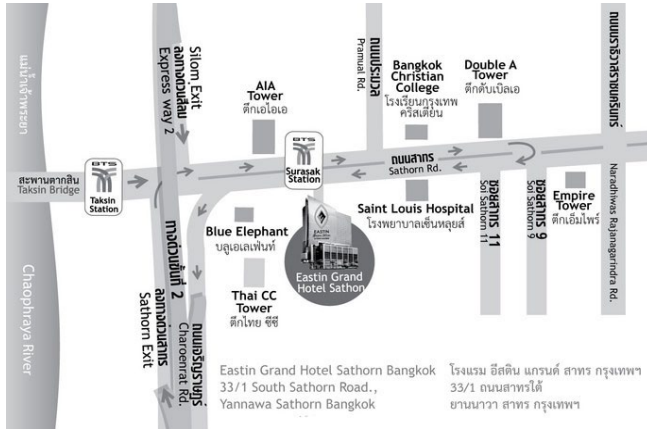 แม่น้ำเจ้าพระยา
Chaophraya River
สะพานตากสิน
Taksin Bridge
BTS
Taksin
Station
Silom Exit
ลงทางด่วนสีลม
Express way 2
ทางด่วนขั้นที่ 2
ลงทางด่วนสาทร
Sathorn Exit
ถนนเจริญราษฎร์
Charoenrat Rd.
AIA
Tower
ตึกเอไอเอ
BTS
Surasak
Station
ถนนประมวล
Pramual Rd.
Bangkok
Christian
College
โรงเรียนกรุงเทพ
คริสเตียน
Double A
Tower
ตึกดับเบิลเอ
ถนนนราธิวาสราชนครินทร์
Naradhiwas Rajanagarindra Rd.
ถนนสาทร
Sathorn Rd.
Blue Elephant
บลูเอเลเฟ่นท์
Thai CC
Tower
ตึกไทย ซีซี
EASTIN
Eastin Grand
Hotel Sathon
Saint Louis Hospital
โรงพยาบาลเซ็นหลุยส์
ซอยสาทร 11
Soi Sathorn 11
ซอยสาทร 9
Soi Sathorn 9
Empire
Tower
ตึกเอ็มไพร์
Eastin Grand Hotel Sathorn Bangkok
33/1 South Sathorn Road.,
Yannawa Sathorn Bangkok
โรงแรม อีสติน แกรนด์ สาทร กรุงเทพฯ
33/1 ถนนสาทรใต้
ยานนาวา สาทร กรุงเทพฯ